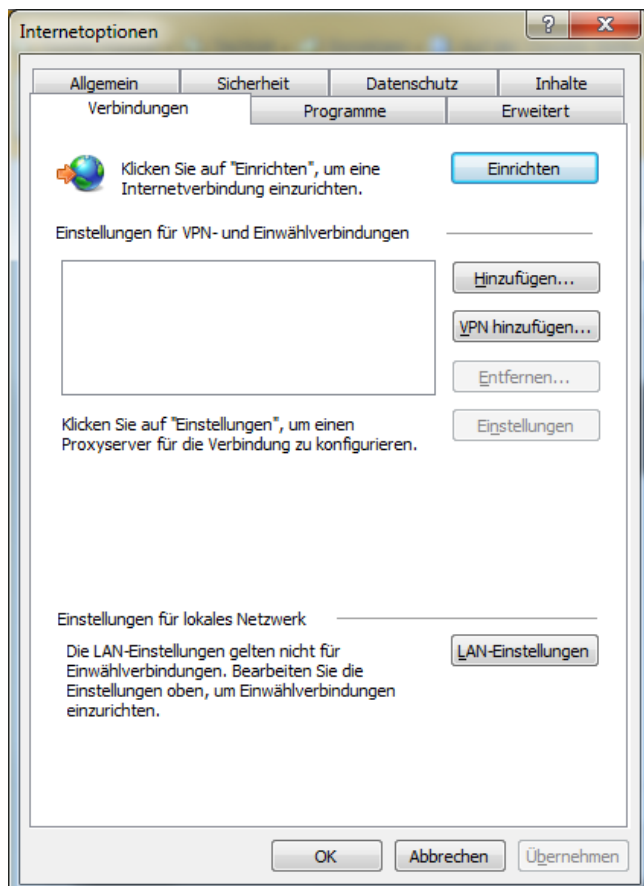 Internetoptionen
?
X
Allgemein
Sicherheit
Datenschutz
Inhalte
Verbindungen
Programme
Erweitert
Klicken Sie auf "Einrichten", um eine
Internetverbindung einzurichten.
Einrichten
Einstellungen für VPN- und Einwählverbindungen
Hinzufügen...
VPN hinzufügen...
Entfernen...
Einstellungen
Klicken Sie auf "Einstellungen", um einen
Proxyserver für die Verbindung zu konfigurieren.
Einstellungen für lokales Netzwerk
Die LAN-Einstellungen gelten nicht für
Einwählverbindungen. Bearbeiten Sie die
Einstellungen oben, um Einwählverbindungen
einzurichten.
LAN-Einstellungen
OK
Abbrechen
Übernehmen